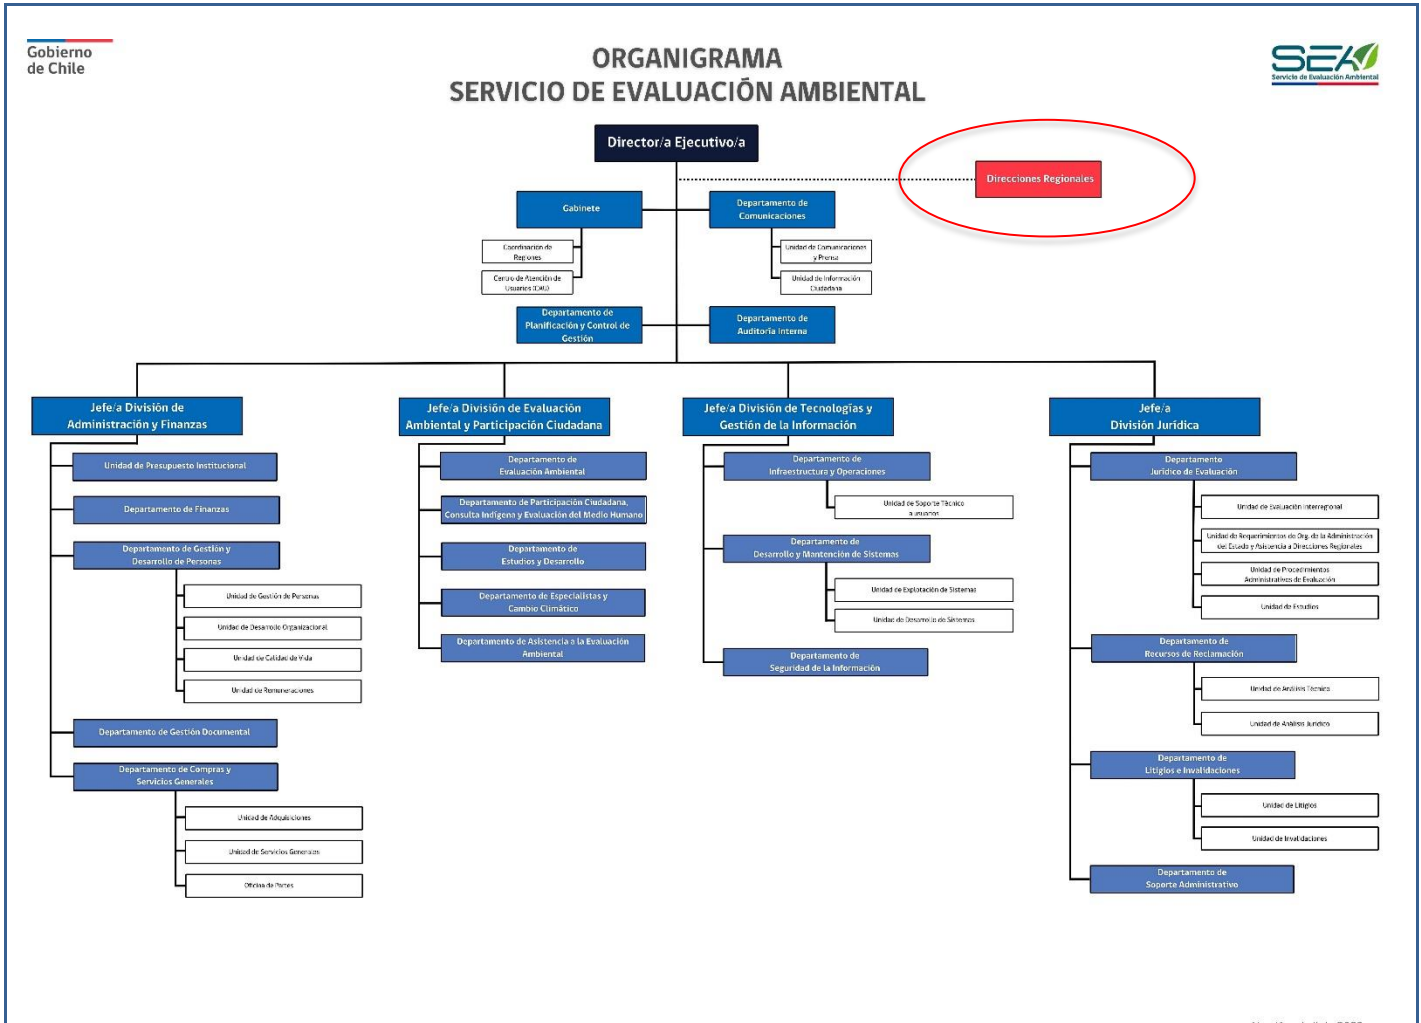 Gobierno
de Chile
ORGANIGRAMA
SERVICIO DE EVALUACIÓN AMBIENTAL
SEA
Servicio de Evaluación Ambiental
Director/a Ejecutivo/a
Direcciones Regionales
Gabinete
Departamento de
Comunicaciones
Coordinación de
Regiones
Centro de Atención de
Usuarios (CAU)
Unidad de Comunicaciones
y Prensa
Unidad de Información
Ciudadana
Departamento de
Planificación y Control de
Gestión
Departamento de
Auditoría Interna
Jefe/a División de
Administración y Finanzas
Unidad de Presupuesto Institucional
Departamento de Finanzas
Departamento de Gestión y
Desarrollo de Personas
Unidad de Gestión de Personas
Unidad de Desarrollo Organizacional
Unidad de Calidad de Vida
Unidad de Remuneraciones
Departamento de Gestión Documental
Departamento de Compras y
Servicios Generales
Unidad de Adquisiciones
Unidad de Servicios Generales
Oficina de Partes
Jefe/a División de Evaluación
Ambiental y Participación Ciudadana
Departamento de
Evaluación Ambiental
Departamento de Participación Ciudadana,
Consulta Indígena y Evaluación del Medio Humano
Departamento de
Estudios y Desarrollo
Departamento de Especialistas y
Cambio Climático
Departamento de Asistencia a la Evaluación
Ambiental
Jefe/a División de Tecnologías y
Gestión de la Información
Departamento de
Infraestructura y Operaciones
Unidad de Soporte Técnico
a usuarios
Departamento de
Desarrollo y Mantención de Sistemas
Unidad de Explotación de Sistemas
Unidad de Desarrollo de Sistemas
Departamento de
Seguridad de la Información
Jefe/a
División Jurídica
Departamento
Jurídico de Evaluación
Unidad de Evaluación Interregional
Unidad de Requerimientos de Org. de la Administración
del Estado y Asistencia a Direcciones Regionales
Unidad de Procedimientos
Administrativos de Evaluación
Unidad de Estudios
Departamento de
Recursos de Reclamación
Unidad de Análisis Técnico
Unidad de Análisis Jurídico
Departamento de
Litigios e Invalidaciones
Unidad de Litigios
Unidad de Invalidaciones
Departamento de
Soporte Administrativo